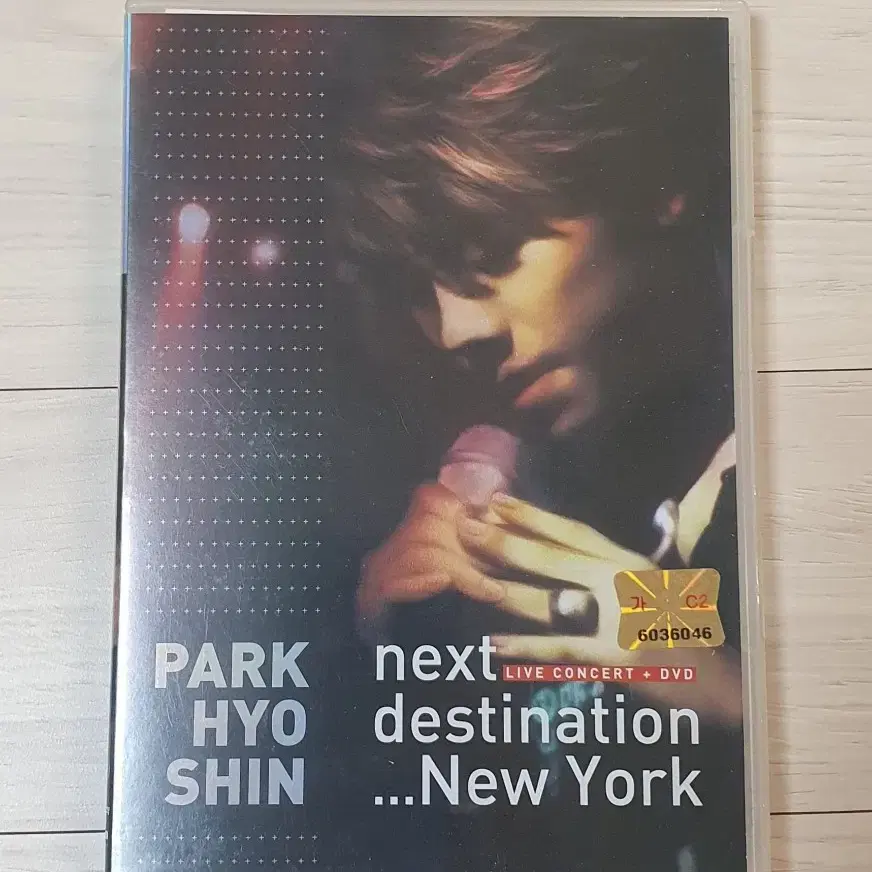 가 C2
6036046
PARK
HYO
SHIN
next
LIVE CONCERT + DVD
destination
...New York